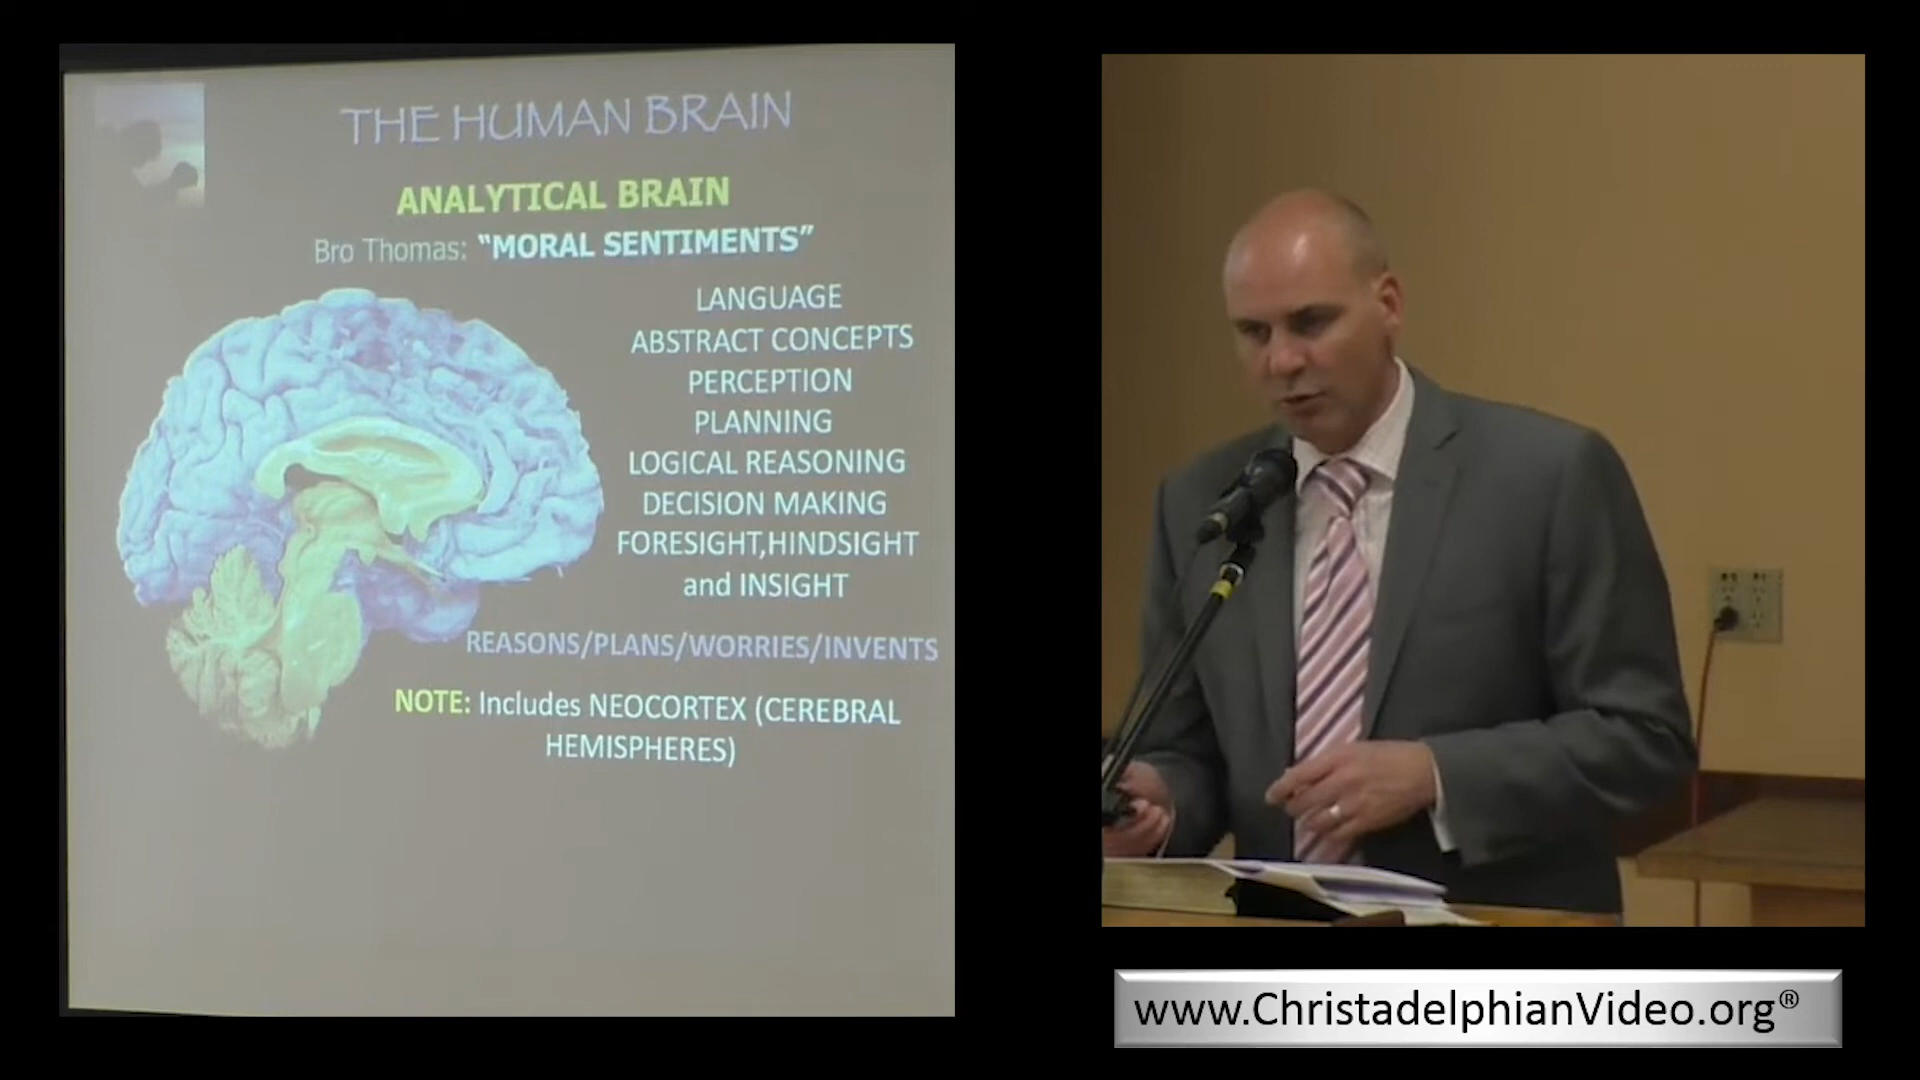 THE HUMAN BRAIN
ANALYTICAL BRAIN
Bro Thomas: “MORAL SENTIMENTS”
LANGUAGE
ABSTRACT CONCEPTS
PERCEPTION
PLANNING
LOGICAL REASONING
DECISION MAKING
FORESIGHT,HINDSIGHT
and INSIGHT
REASONS/PLANS/WORRIES/INVENTS
NOTE: Includes NEOCORTEX (CEREBRAL
HEMISPHERES)
www.ChristadelphianVideo.org®